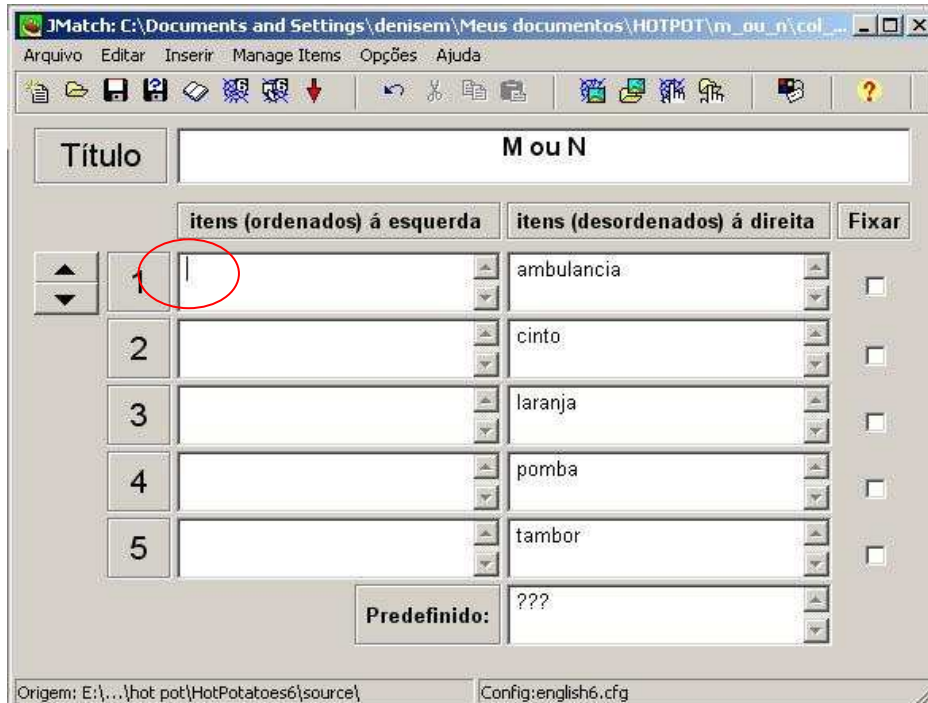 JMatch: C:\Documents and Settings\denisem\Meus documentos\HOTPOT\m_ou_n\col_...
Arquivo Editar Inserir Manage Items Opções Ajuda
Título M ou N
itens (ordenados) á esquerda itens (desordenados) á direita Fixar
1 ambulancia
2 cinto
3 laranja
4 pomba
5 tambor
Predefinido: ???
Origem: E:\...\hot pot\HotPotatoes6\source\ Config:english6.cfg